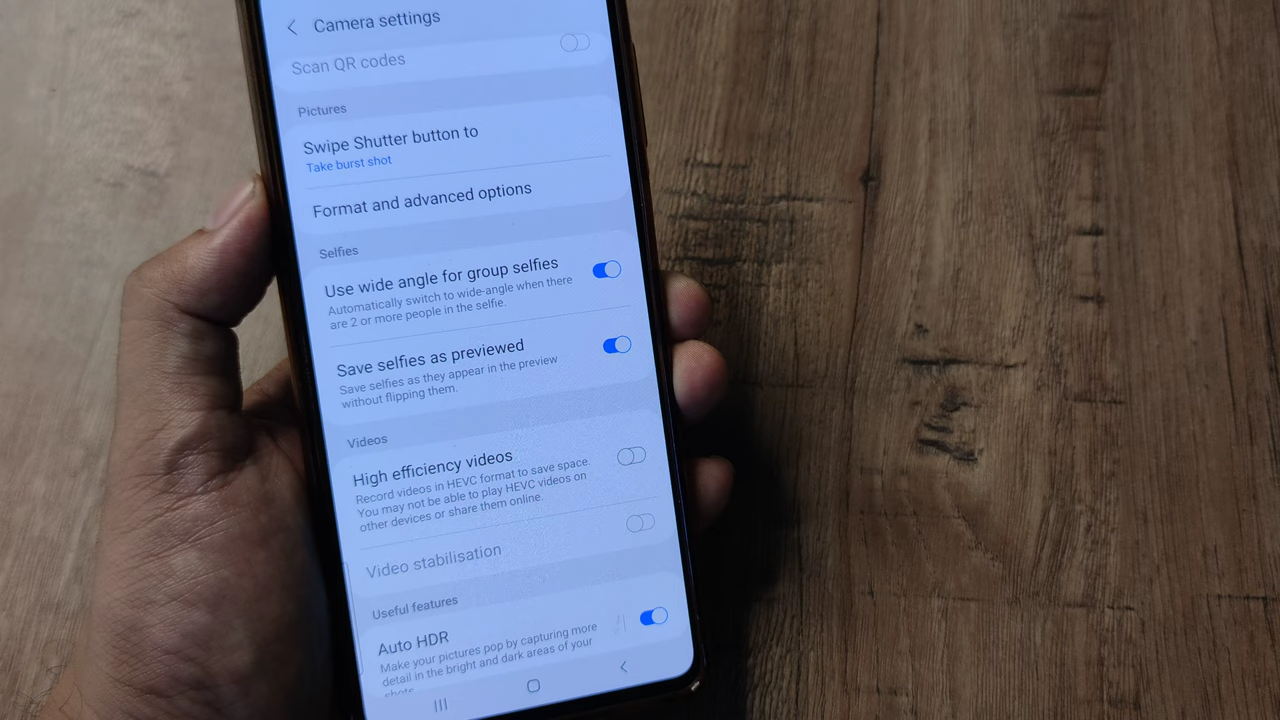 Camera settings
Scan QR codes
Pictures
Swipe Shutter button to
Take burst shot
Format and advanced options
Selfies
Use wide angle for group selfies
Automatically switch to wide-angle when there
are 2 or more people in the selfie.
Save selfies as previewed
Save selfies as they appear in the preview
without flipping them.
Videos
High efficiency videos
Record videos in HEVC format to save space.
You may not be able to play HEVC videos on
other devices or share them online.
Video stabilisation
Useful features
Auto HDR
Make your pictures pop by capturing more
detail in the bright and dark areas of your
shots.